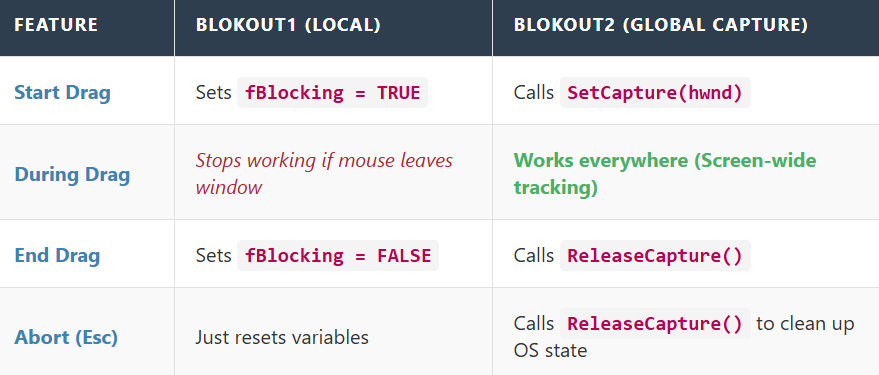 FEATURE BLOKOUT1 (LOCAL) BLOKOUT2 (GLOBAL CAPTURE)
Start Drag Sets fBlocking = TRUE Calls SetCapture(hwnd)
During Drag Stops working if mouse leaves window Works everywhere (Screen-wide tracking)
End Drag Sets fBlocking = FALSE Calls ReleaseCapture()
Abort (Esc) Just resets variables Calls ReleaseCapture() to clean up OS state